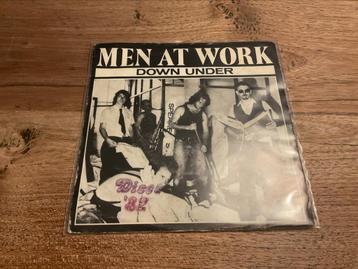 MEN AT WORK
DOWN UNDER
Disco
'82